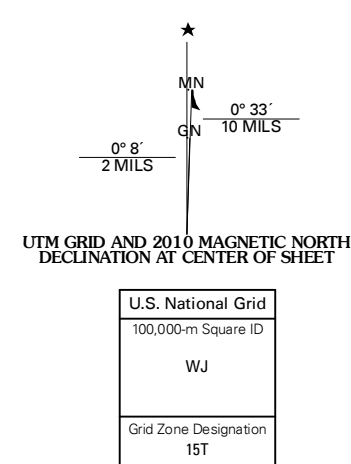 MN
0° 33´
10 MILS
GN
0° 8´
2 MILS
UTM GRID AND 2010 MAGNETIC NORTH
DECLINATION AT CENTER OF SHEET
U.S. National Grid
100,000-m Square ID
WJ
Grid Zone Designation
15T